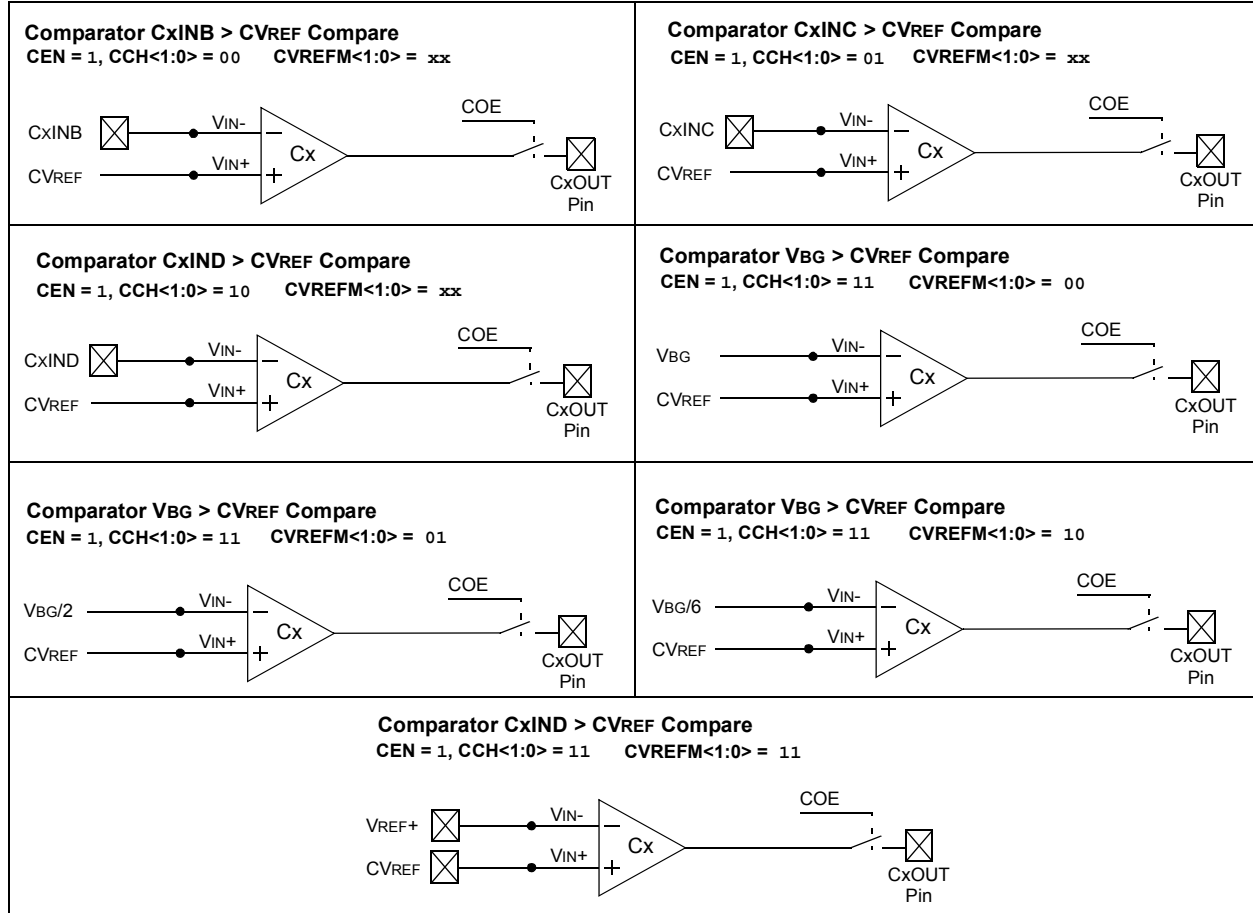 Comparator CxINB > CVREF Compare
CEN = 1, CCH<1:0> = 00 CVREFM<1:0> = xx
COE
CxINB
VIN-
Cx
CVREF
VIN+
CxOUT
Pin
Comparator CxINC > CVREF Compare
CEN = 1, CCH<1:0> = 01 CVREFM<1:0> = xx
COE
CxINC
VIN-
Cx
CVREF
VIN+
CxOUT
Pin
Comparator CxIND > CVREF Compare
CEN = 1, CCH<1:0> = 10 CVREFM<1:0> = xx
COE
CxIND
VIN-
Cx
CVREF
VIN+
CxOUT
Pin
Comparator VBG > CVREF Compare
CEN = 1, CCH<1:0> = 11 CVREFM<1:0> = 00
COE
VBG
VIN-
Cx
CVREF
VIN+
CxOUT
Pin
Comparator VBG > CVREF Compare
CEN = 1, CCH<1:0> = 11 CVREFM<1:0> = 01
COE
VBG/2
VIN-
Cx
CVREF
VIN+
CxOUT
Pin
Comparator VBG > CVREF Compare
CEN = 1, CCH<1:0> = 11 CVREFM<1:0> = 10
COE
VBG/6
VIN-
Cx
CVREF
VIN+
CxOUT
Pin
Comparator CxIND > CVREF Compare
CEN = 1, CCH<1:0> = 11 CVREFM<1:0> = 11
COE
VREF+
VIN-
Cx
CVREF
VIN+
CxOUT
Pin